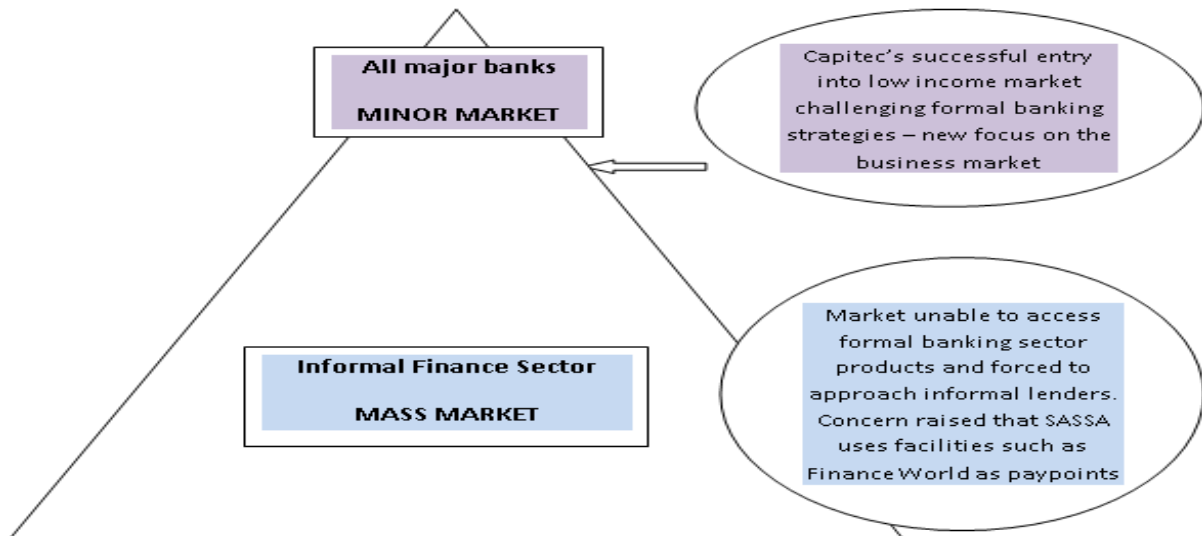 All major banks
MINOR MARKET
Capitec's successful entry
into low income market
challenging formal banking
strategies – new focus on the
business market
Informal Finance Sector
MASS MARKET
Market unable to access
formal banking sector
products and forced to
approach informal lenders.
Concern raised that SASSA
uses facilities such as
Finance World as paypoints